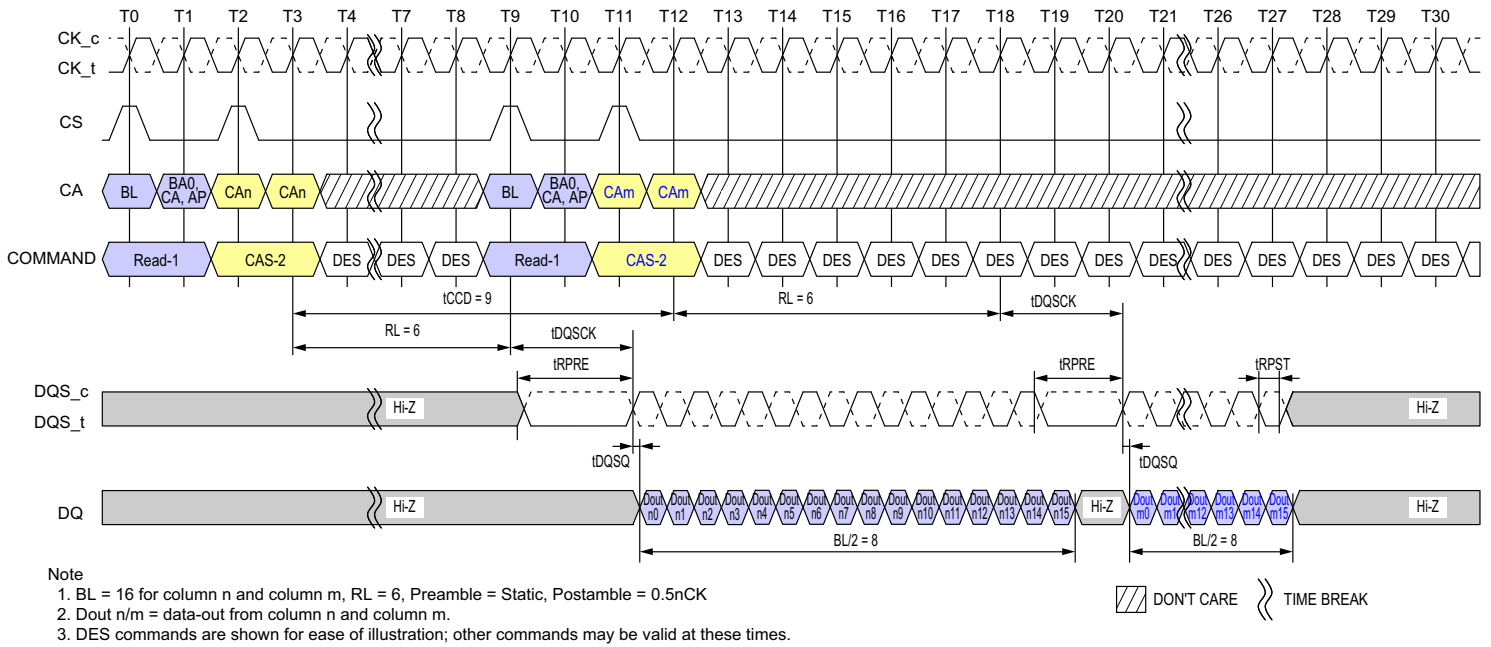 T0 T1 T2 T3 T4 T7 T8 T9 T10 T11 T12 T13 T14 T15 T16 T17 T18 T19 T20 T21 T26 T27 T28 T29 T30
CK_c
CK_t
CS
CA BL BA0, CA, AP CAn CAn BL BA0, CA, AP CAm CAm
COMMAND Read-1 CAS-2 DES DES DES Read-1 CAS-2 DES DES DES DES DES DES DES DES DES DES DES DES DES DES
tCCD = 9 RL = 6 tDQSCK
RL = 6 tDQSCK
tRPRE tRPRE tRPST
DQS_c
DQS_t
Hi-Z Hi-Z
tDQSQ tDQSQ
DQ Hi-Z Dout n0 Dout n1 Dout n2 Dout n3 Dout n4 Dout n5 Dout n6 Dout n7 Dout n8 Dout n9 Dout n10 Dout n11 Dout n12 Dout n13 Dout n14 Dout n15 Hi-Z Dout m0 Dout m1 Dout m12 Dout m13 Dout m14 Dout m15 Hi-Z
BL/2 = 8 BL/2 = 8
Note
1. BL = 16 for column n and column m, RL = 6, Preamble = Static, Postamble = 0.5nCK
2. Dout n/m = data-out from column n and column m.
3. DES commands are shown for ease of illustration; other commands may be valid at these times.
DON'T CARE TIME BREAK